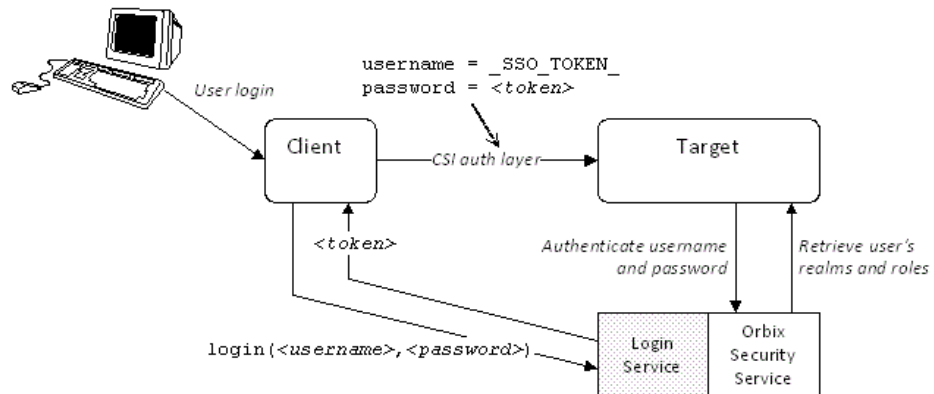 username = _SSO_TOKEN_
password = <token>
User login
Client
CSI auth layer
Target
<token>
Authenticate username
and password
Retrieve user's
realms and roles
login(<username>,<password>)
Login
Service
Orbix
Security
Service